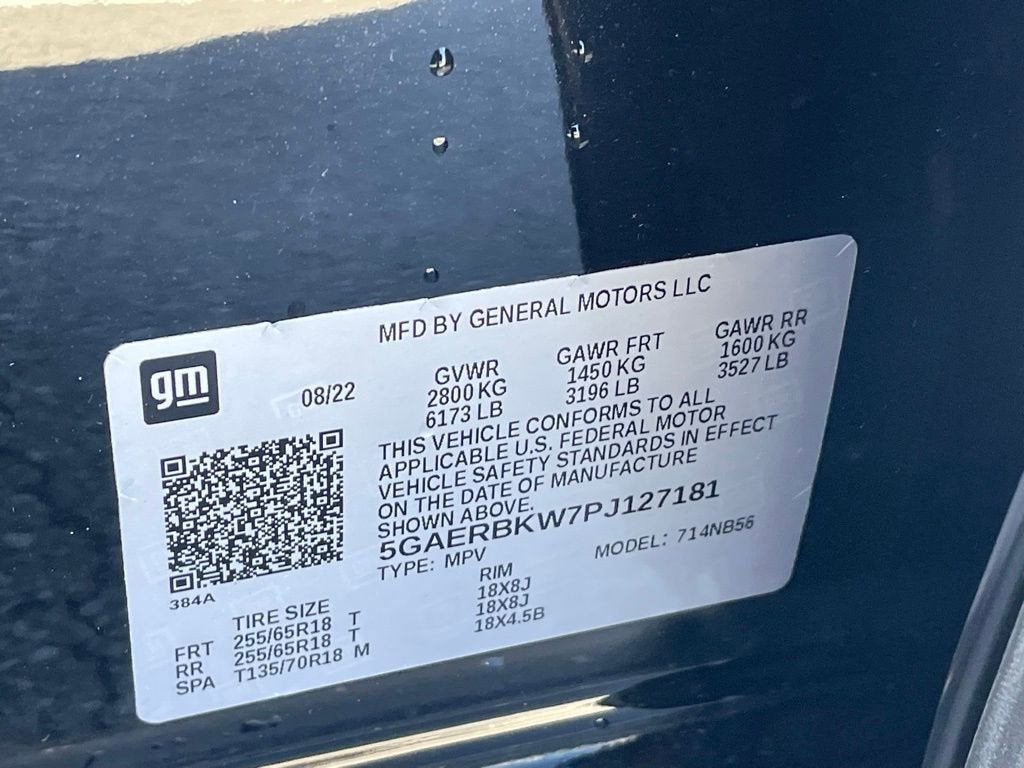 MFD BY GENERAL MOTORS LLC
gm
08/22
GVWR
2800 KG
6173 LB
GAWR FRT
1450 KG
3196 LB
GAWR RR
1600 KG
3527 LB
THIS VEHICLE CONFORMS TO ALL
APPLICABLE U.S. FEDERAL MOTOR
VEHICLE SAFETY STANDARDS IN EFFECT
ON THE DATE OF MANUFACTURE
SHOWN ABOVE.
5GAERBKW7PJ127181
TYPE: MPV
MODEL: 714NB56
384A
TIRE SIZE RIM
FRT 255/65R18 T 18X8J
RR 255/65R18 T 18X8J
SPA T135/70R18 M 18X4.5B